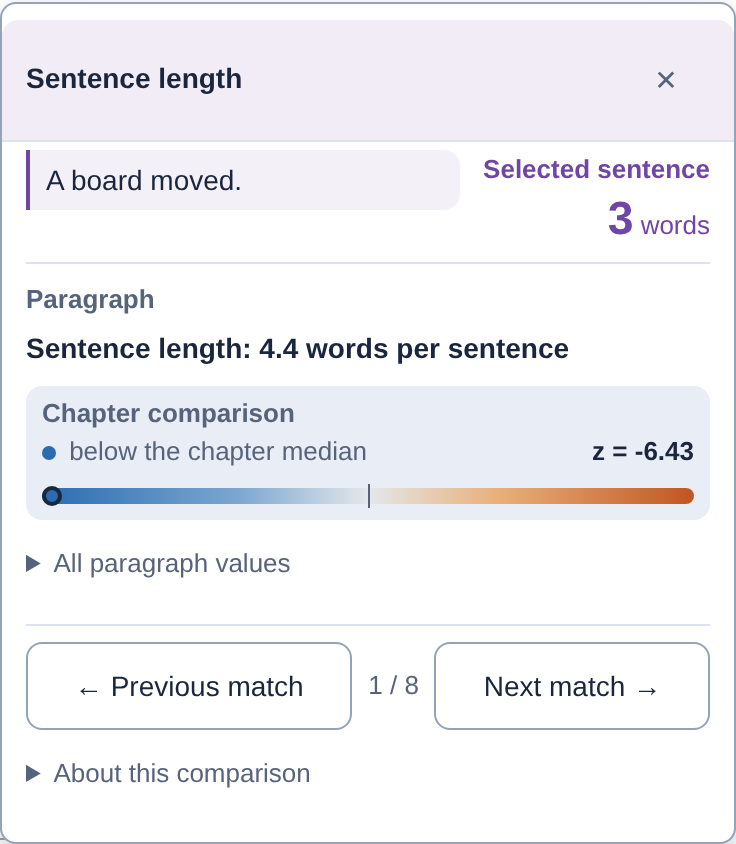 Sentence length ✕
A board moved.
Selected sentence
3 words
Paragraph
Sentence length: 4.4 words per sentence
Chapter comparison
below the chapter median z = -6.43
▶ All paragraph values
← Previous match 1 / 8 Next match →
▶ About this comparison